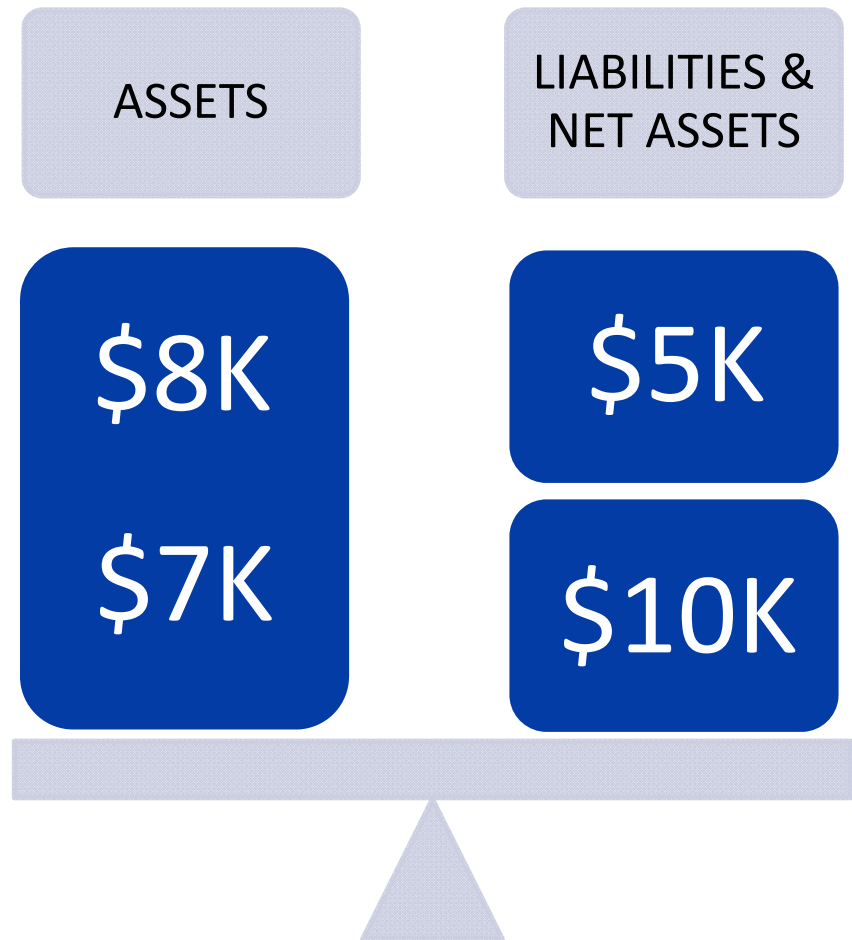 ASSETS
LIABILITIES &
NET ASSETS
$8K
$7K
$5K
$10K